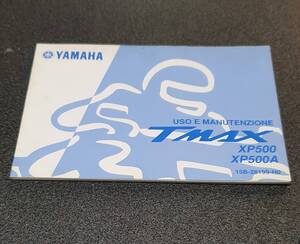 YAMAHA
USO E MANUTENZIONE
TMAX
XP500
XP500A